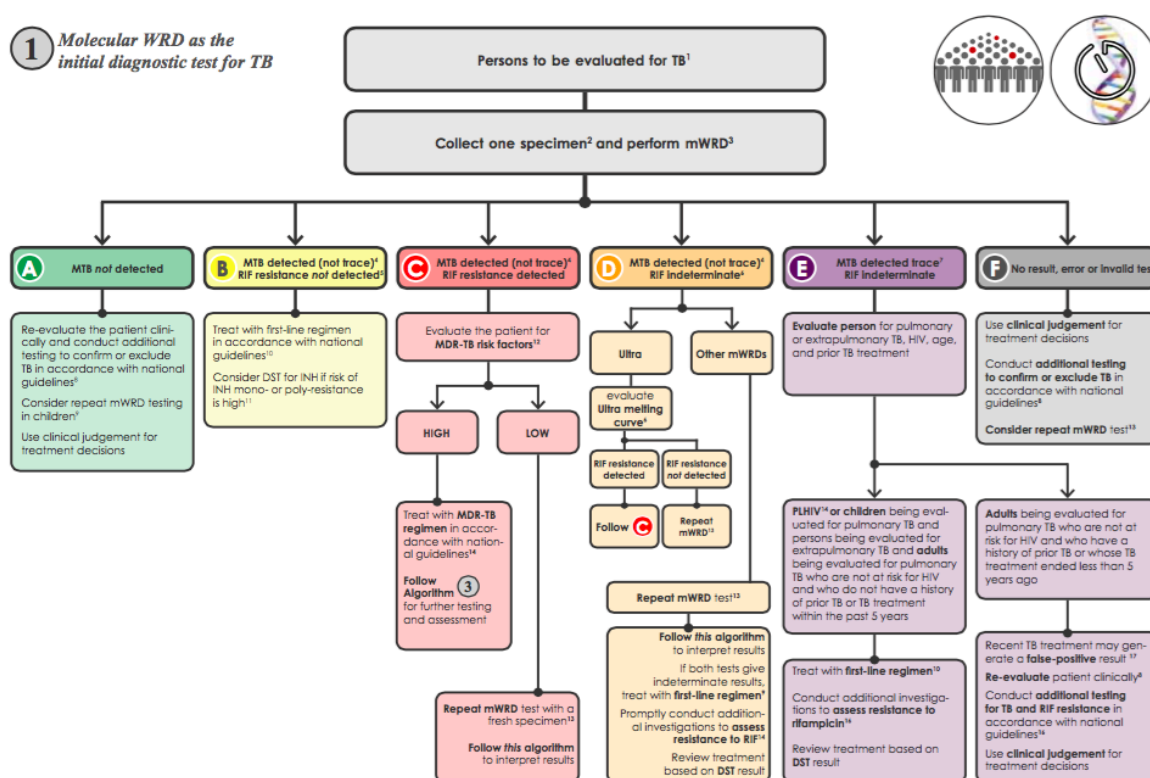 1 Molecular WRD as the
initial diagnostic test for TB
Persons to be evaluated for TB¹
Collect one specimen² and perform mWRD³
A MTB not detected
Re-evaluate the patient clini-
cally and conduct additional
testing to confirm or exclude
TB in accordance with national
guidelines⁸
Consider repeat mWRD testing
in children⁹
Use clinical judgement for
treatment decisions
B MTB detected (not trace)⁴
RIF resistance not detected⁵
Treat with first-line regimen
in accordance with national
guidelines¹⁰
Consider DST for INH if risk of
INH mono- or poly-resistance
is high¹¹
C MTB detected (not trace)⁴
RIF resistance detected
Evaluate the patient for
MDR-TB risk factors¹²
HIGH
LOW
Treat with MDR-TB
regimen in accor-
dance with nation-
al guidelines¹⁴
Follow
Algorithm 3
for further testing
and assessment
Repeat mWRD test with a
fresh specimen¹³
Follow this algorithm
to interpret results
D MTB detected (not trace)⁴
RIF indeterminate⁶
Ultra
Other mWRDs
evaluate
Ultra melting
curve⁶
RIF resistance
detected
RIF resistance
not detected
Follow C
Repeat
mWRD¹³
Repeat mWRD test¹³
Follow this algorithm
to interpret results
If both tests give
indeterminate results,
treat with first-line regimen⁹
Promptly conduct addition-
al investigations to assess
resistance to RIF¹⁴
Review treatment
based on DST result
E MTB detected trace⁷
RIF indeterminate
Evaluate person for pulmonary
or extrapulmonary TB, HIV, age,
and prior TB treatment
PLHIV¹⁴ or children being eval-
uated for pulmonary TB and
persons being evaluated for
extrapulmonary TB and adults
being evaluated for pulmonary
TB who are not at risk for HIV
and who do not have a history
of prior TB or TB treatment
within the past 5 years
Treat with first-line regimen¹⁰
Conduct additional investiga-
tions to assess resistance to
rifampicin¹⁶
Review treatment based on
DST result
Adults being evaluated for
pulmonary TB who are not at
risk for HIV and who have a
history of prior TB or whose TB
treatment ended less than 5
years ago
Recent TB treatment may gen-
erate a false-positive result ¹⁷
Re-evaluate patient clinically⁸
Conduct additional testing
for TB and RIF resistance in
accordance with national
guidelines¹⁶
Use clinical judgement for
treatment decisions
F No result, error or invalid tes
Use clinical judgement for
treatment decisions
Conduct additional testing
to confirm or exclude TB in
accordance with national
guidelines⁸
Consider repeat mWRD test¹³